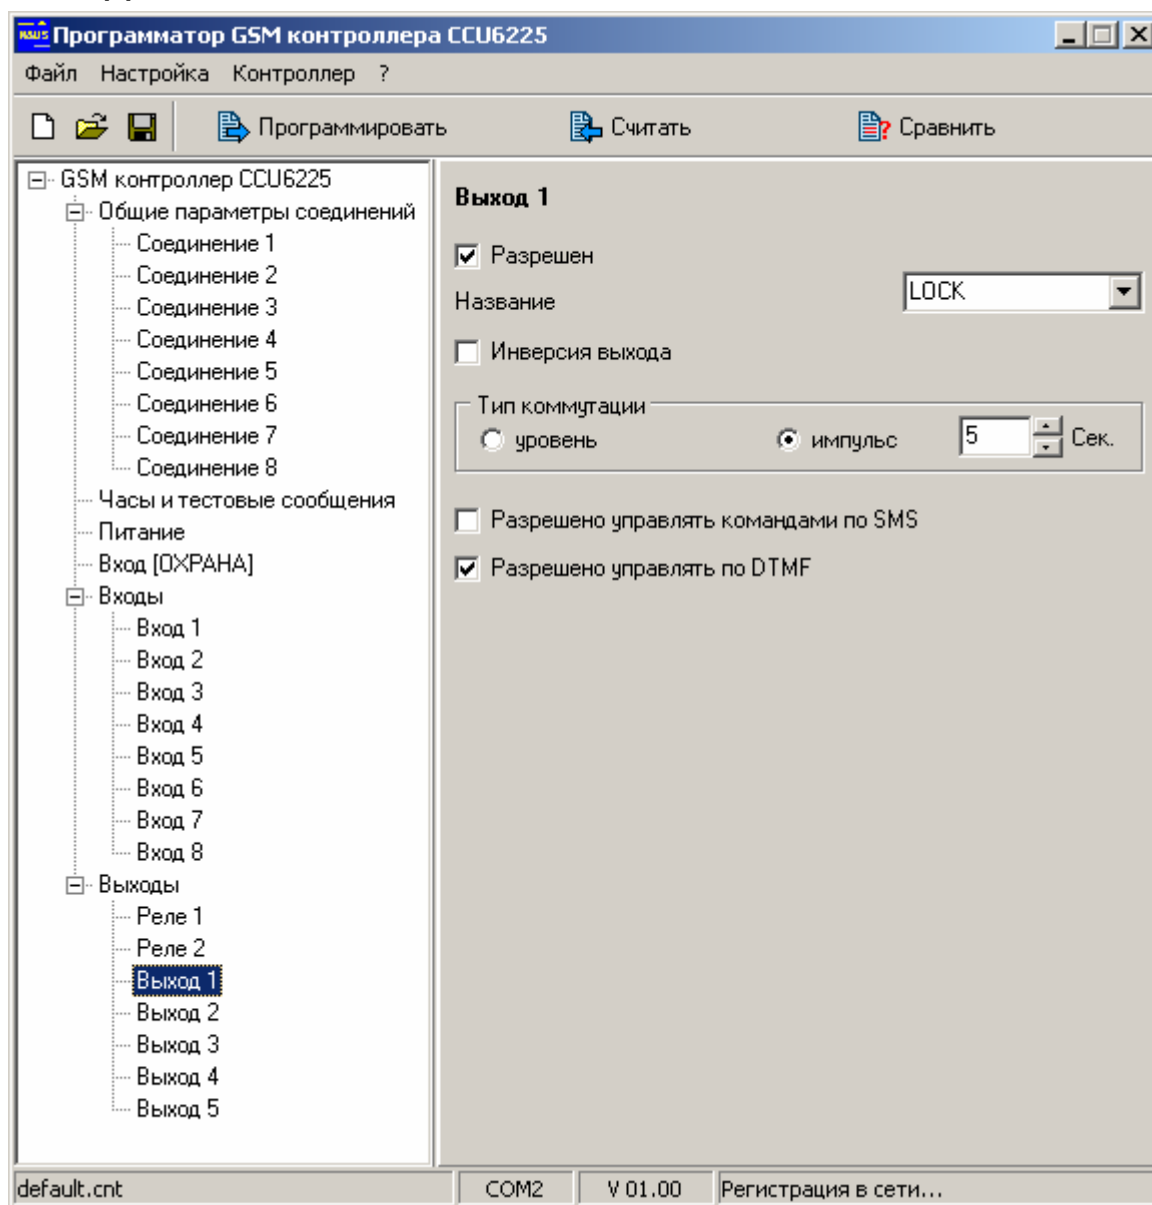 Программатор GSM контроллера CCU6225
Файл Настройка Контроллер ?
Программировать Считать Сравнить
GSM контроллер CCU6225
Общие параметры соединений
Соединение 1
Соединение 2
Соединение 3
Соединение 4
Соединение 5
Соединение 6
Соединение 7
Соединение 8
Часы и тестовые сообщения
Питание
Вход [ОХРАНА]
Входы
Вход 1
Вход 2
Вход 3
Вход 4
Вход 5
Вход 6
Вход 7
Вход 8
Выходы
Реле 1
Реле 2
Выход 1
Выход 2
Выход 3
Выход 4
Выход 5
Выход 1
Разрешен
Название LOCK
Инверсия выхода
Тип коммутации
уровень импульс 5 Сек.
Разрешено управлять командами по SMS
Разрешено управлять по DTMF
default.cnt COM2 V 01.00 Регистрация в сети...